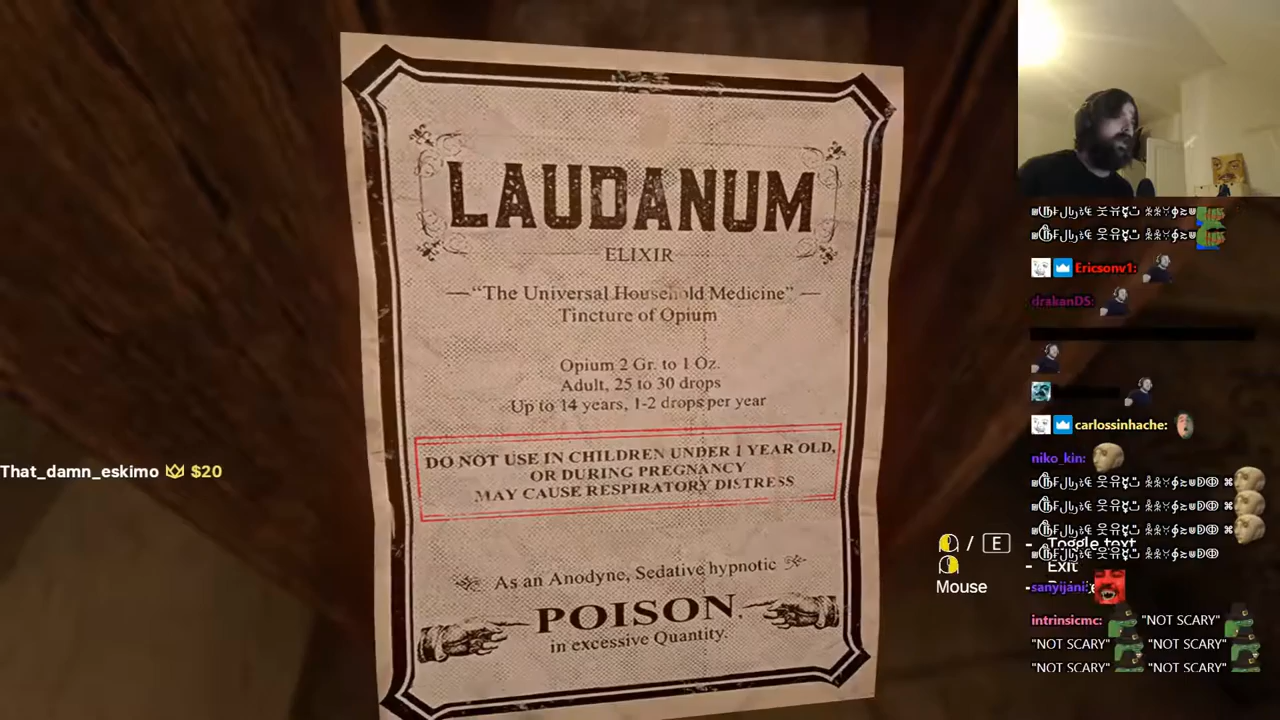 LAUDANUM
ELIXIR
—"The Universal Household Medicine"—
Tincture of Opium
Opium 2 Gr. to 1 Oz.
Adult, 25 to 30 drops
Up to 14 years, 1-2 drops per year
DO NOT USE IN CHILDREN UNDER 1 YEAR OLD,
OR DURING PREGNANCY
MAY CAUSE RESPIRATORY DISTRESS
As an Anodyne, Sedative hypnotic
POISON.
in excessive Quantity.
That_damn_eskimo $20
/ E - Toggle text
- Exit
Mouse -
Ericsonv1:
drakanDS:
carlossinhache:
niko_kin:
sanyijani:
intrinsicmc: "NOT SCARY"
"NOT SCARY" "NOT SCARY"
"NOT SCARY" "NOT SCARY"